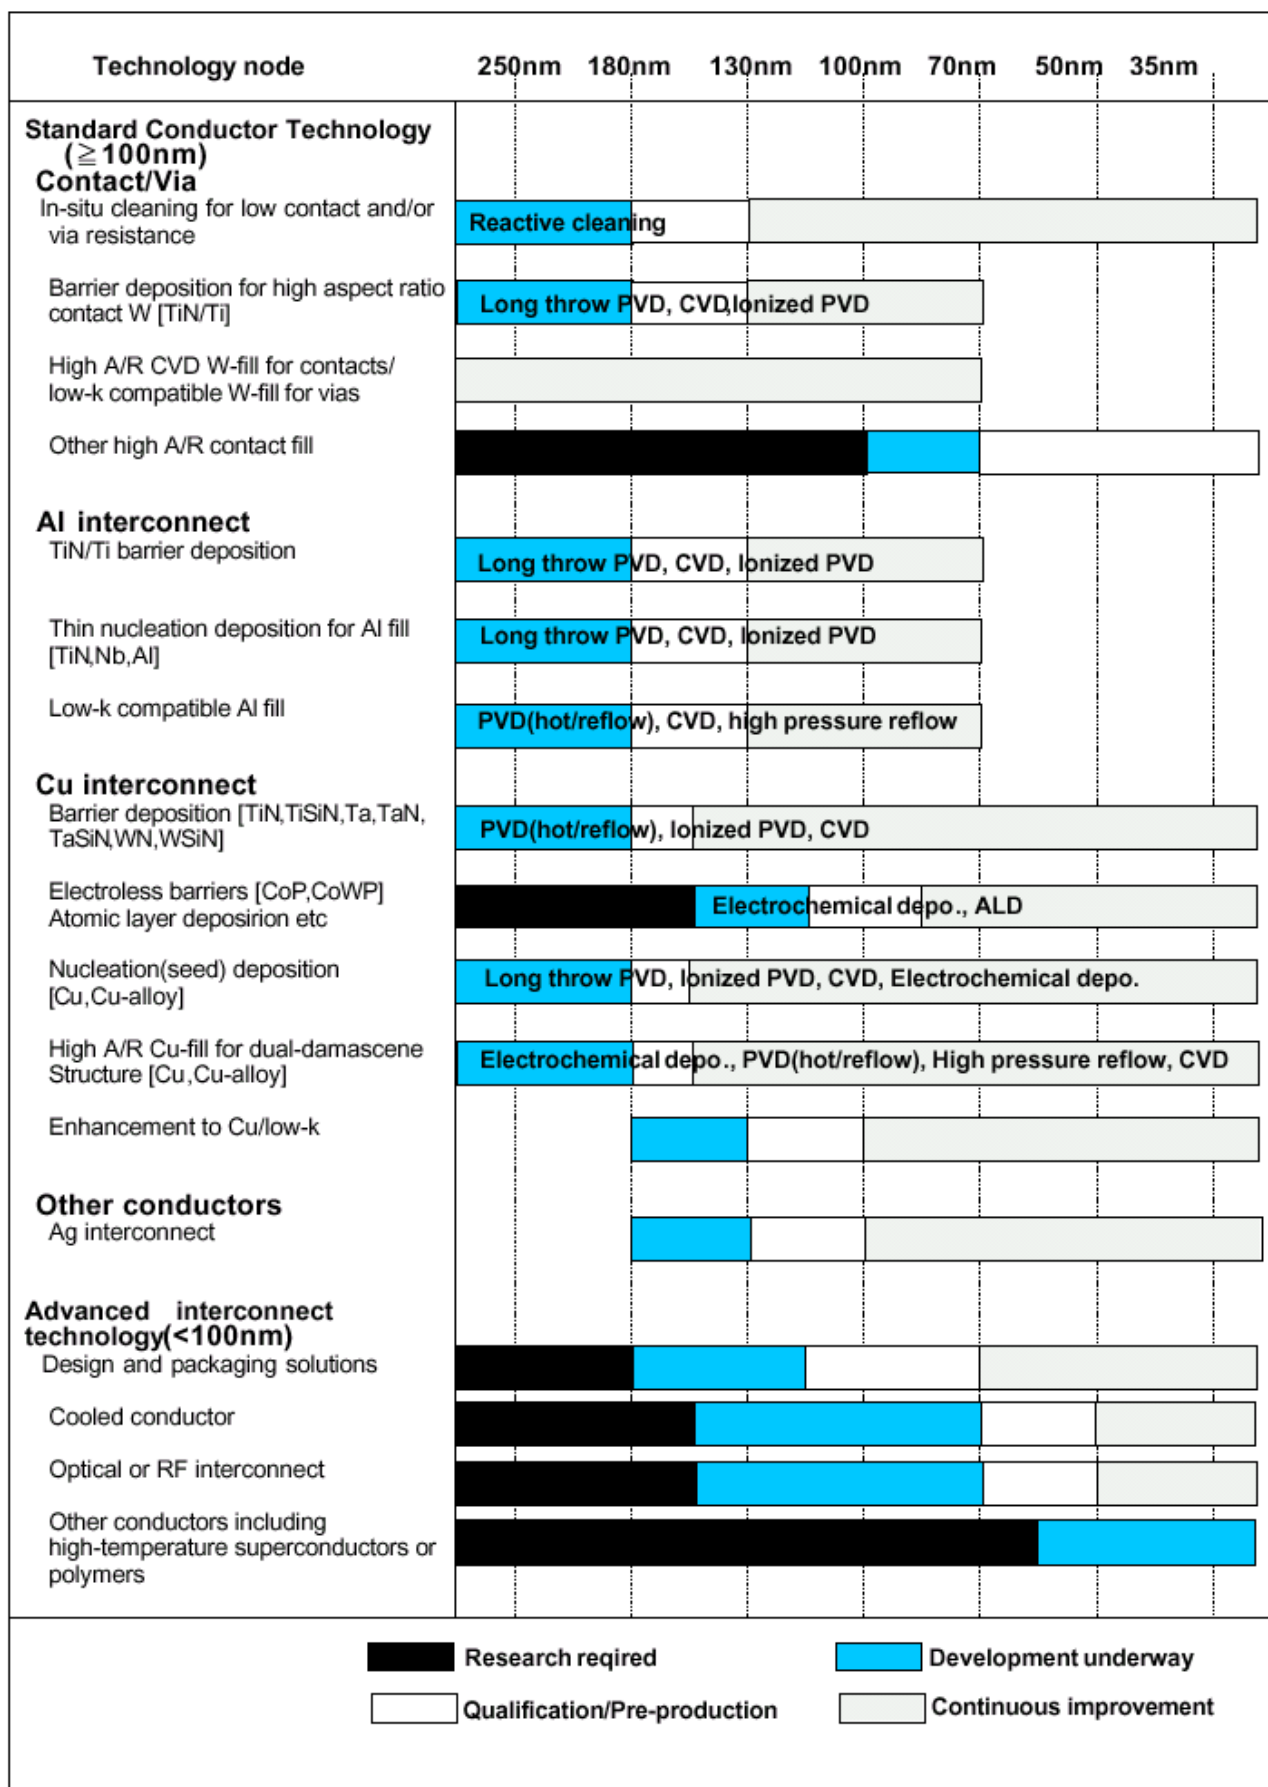 Technology node 250nm 180nm 130nm 100nm 70nm 50nm 35nm
Standard Conductor Technology
(≧100nm)
Contact/Via
In-situ cleaning for low contact and/or
via resistance
Reactive cleaning
Barrier deposition for high aspect ratio
contact W [TiN/Ti]
Long throw PVD, CVD,Ionized PVD
High A/R CVD W-fill for contacts/
low-k compatible W-fill for vias
Other high A/R contact fill
Al interconnect
TiN/Ti barrier deposition
Long throw PVD, CVD, Ionized PVD
Thin nucleation deposition for Al fill
[TiN,Nb,Al]
Long throw PVD, CVD, Ionized PVD
Low-k compatible Al fill
PVD(hot/reflow), CVD, high pressure reflow
Cu interconnect
Barrier deposition [TiN,TiSiN,Ta,TaN,
TaSiN,WN,WSiN]
PVD(hot/reflow), Ionized PVD, CVD
Electroless barriers [CoP,CoWP]
Atomic layer deposirion etc
Electrochemical depo., ALD
Nucleation(seed) deposition
[Cu,Cu-alloy]
Long throw PVD, Ionized PVD, CVD, Electrochemical depo.
High A/R Cu-fill for dual-damascene
Structure [Cu,Cu-alloy]
Electrochemical depo., PVD(hot/reflow), High pressure reflow, CVD
Enhancement to Cu/low-k
Other conductors
Ag interconnect
Advanced interconnect
technology(<100nm)
Design and packaging solutions
Cooled conductor
Optical or RF interconnect
Other conductors including
high-temperature superconductors or
polymers
Research reqired
Development underway
Qualification/Pre-production
Continuous improvement